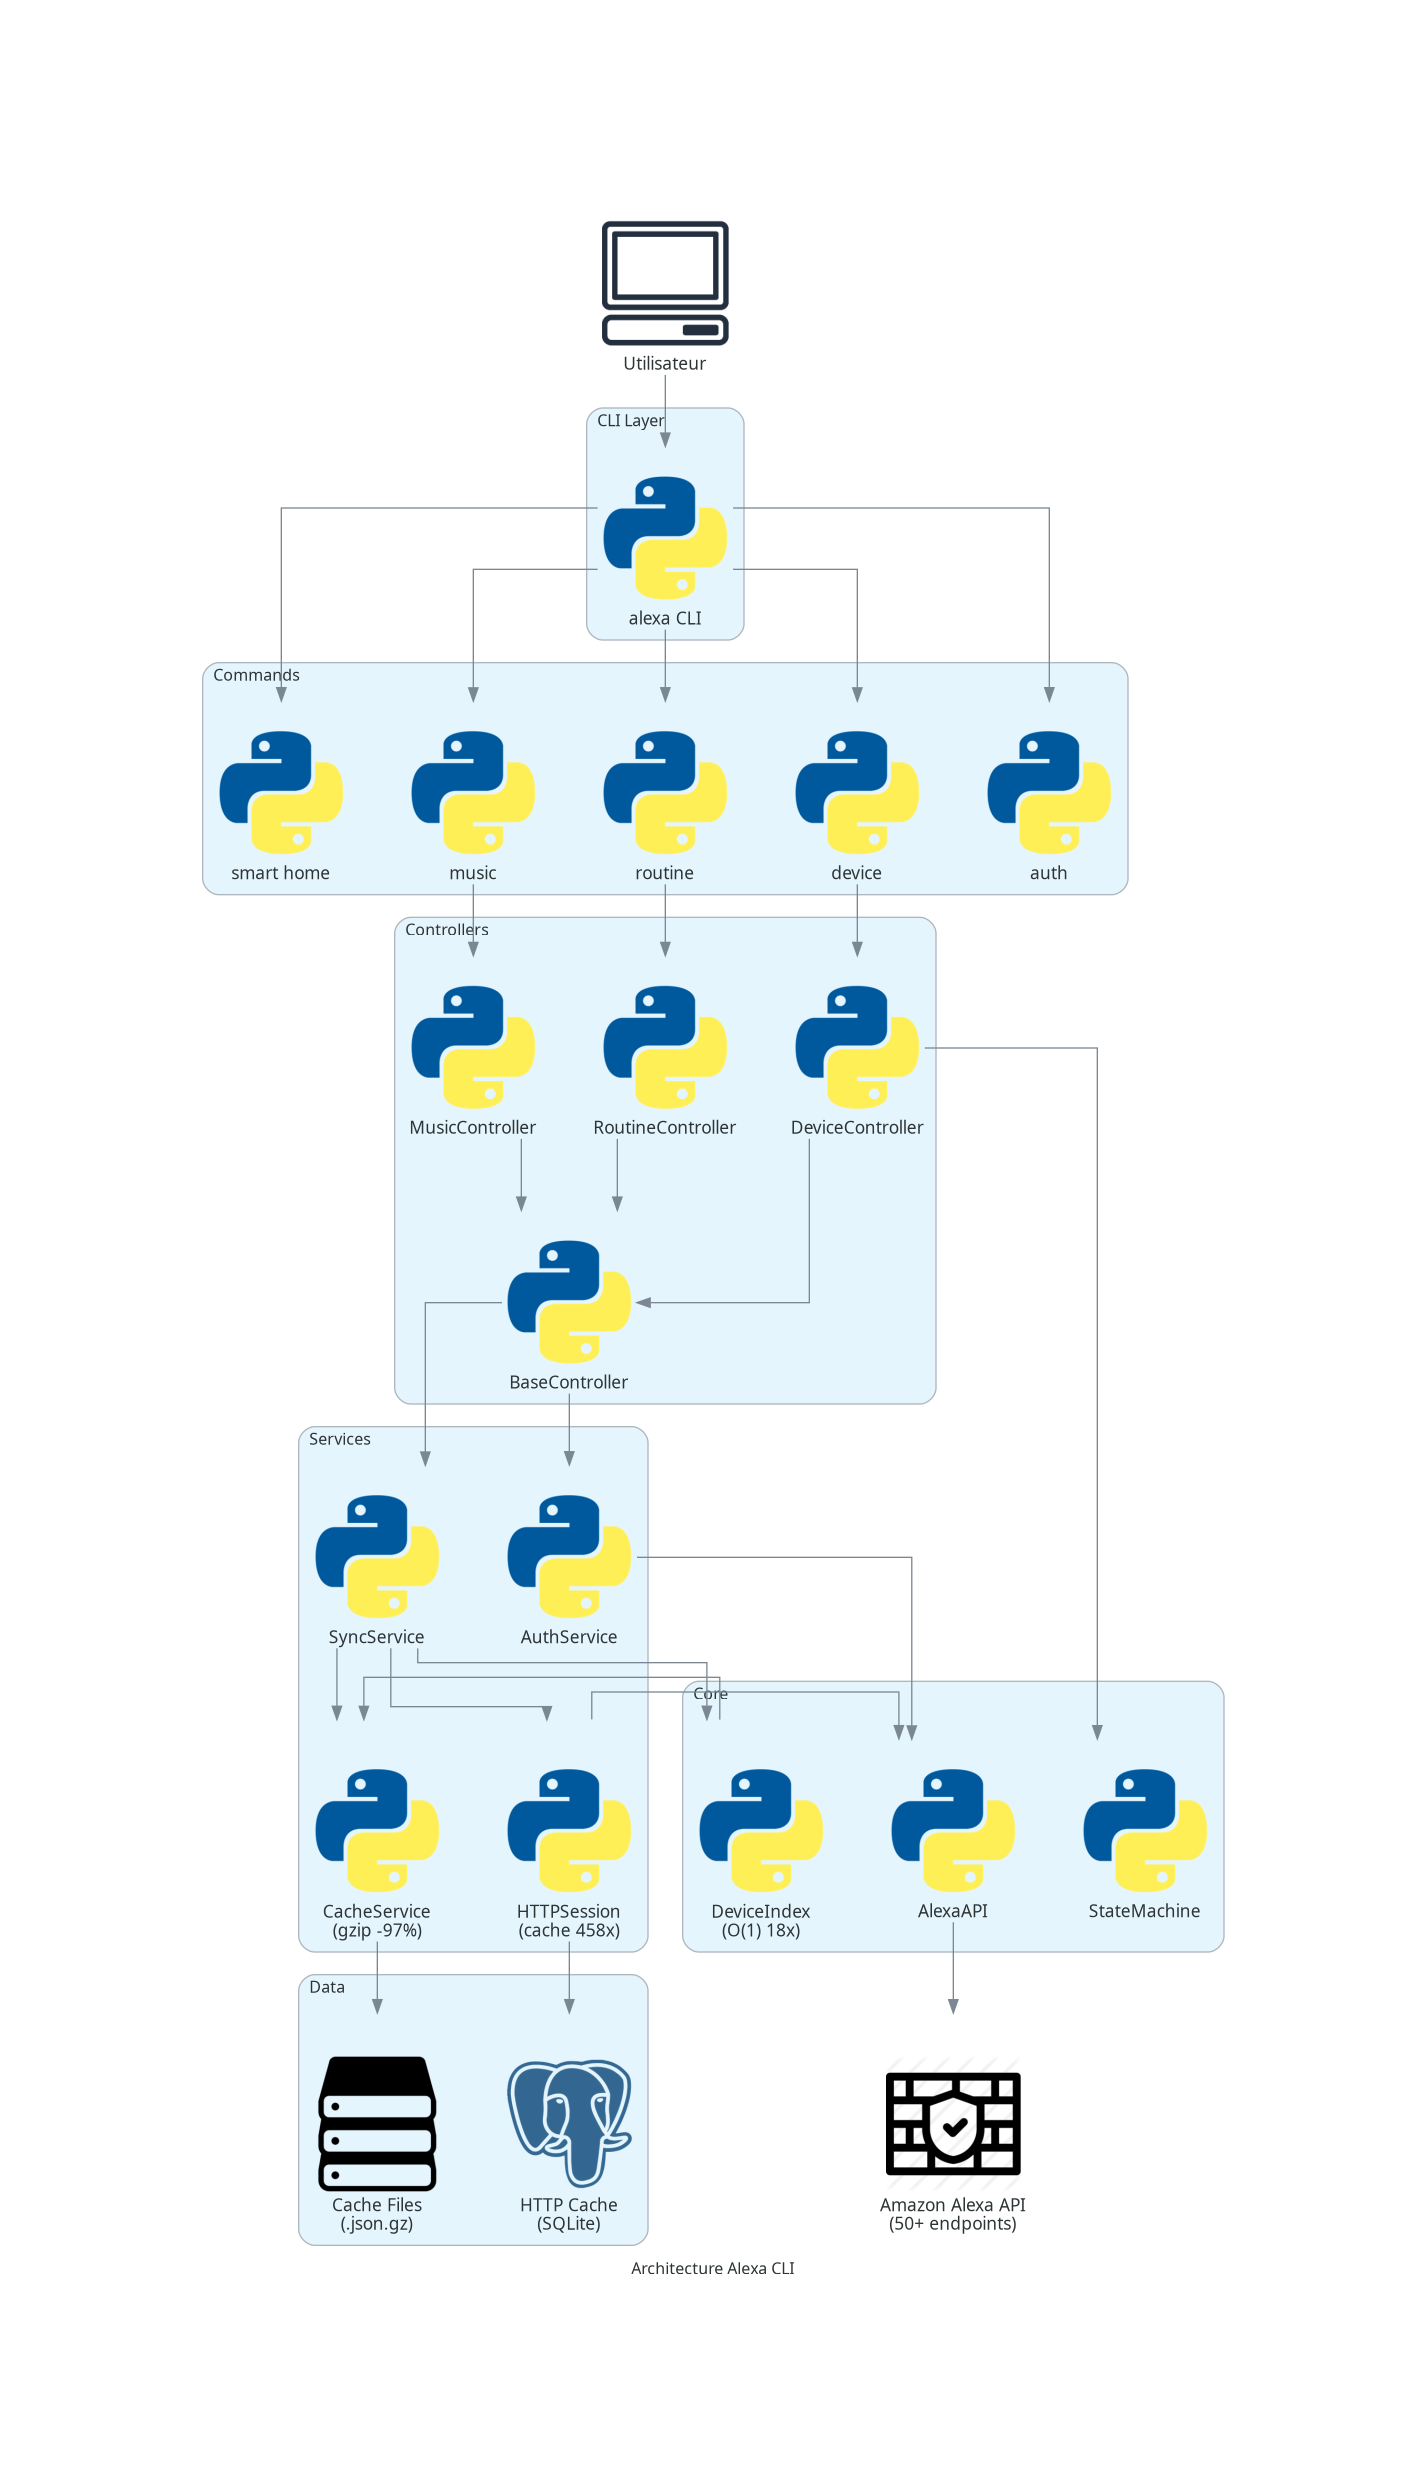 Utilisateur
CLI Layer
alexa CLI
Commands
smart home
music
routine
device
auth
Controllers
MusicController
RoutineController
DeviceController
BaseController
Services
SyncService
AuthService
Core
CacheService
(gzip -97%)
HTTPSession
(cache 458x)
DeviceIndex
(O(1) 18x)
AlexaAPI
StateMachine
Data
Cache Files
(.json.gz)
HTTP Cache
(SQLite)
Amazon Alexa API
(50+ endpoints)
Architecture Alexa CLI